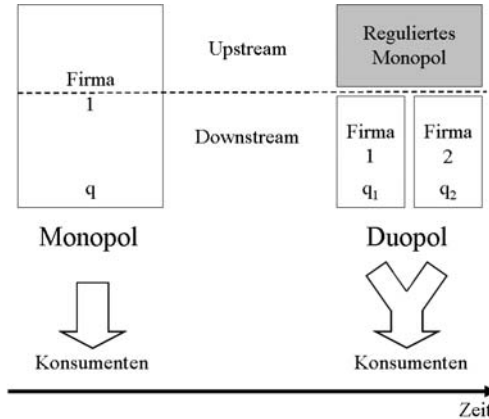 Upstream
Reguliertes
Monopol
Firma
1
Downstream
Firma
1
Firma
2
q
q₁
q₂
Monopol
Duopol
Konsumenten
Konsumenten
Zeit